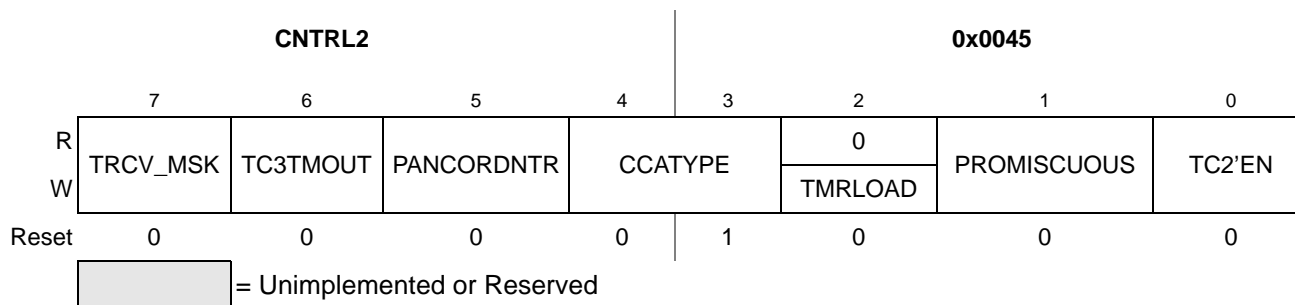 CNTRL2 0x0045
7 6 5 4 3 2 1 0
R TRCV_MSK TC3TMOUT PANCORDNTR CCATYPE 0 PROMISCUOUS TC2'EN
W TMRLOAD
Reset 0 0 0 0 1 0 0 0
= Unimplemented or Reserved